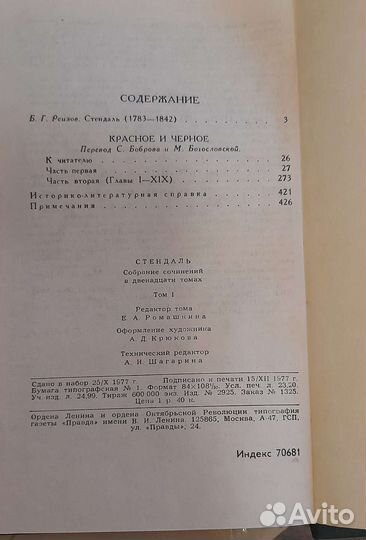 СОДЕРЖАНИЕ
Б. Г. Реизов. Стендаль (1783—1842) . . . . . . . . 3
КРАСНОЕ И ЧЕРНОЕ
Перевод С. Боброва и М. Богословской.
К читателю . . . . . . . . . . . . 26
Часть первая . . . . . . . . . . . 27
Часть вторая (Главы I—XIX) . . . . . . . 273
Историко-литературная справка . . . . . . . 421
Примечания . . . . . . . . . . . . 426
СТЕНДАЛЬ
Собрание сочинений
в двенадцати томах
Том I
Редактор тома
Е. А. Ромашкина
Оформление художника
А. Д. Крюкова
Технический редактор
А. И. Шагарина
Сдано в набор 25/X 1977 г. Подписано к печати 15/XII 1977 г.
Бумага типографская № 1. Формат 84×108¹/₃₂. Усл. печ. л. 23,20.
Уч изд. л. 24,99. Тираж 600 000 экз. Изд. № 2925. Заказ № 1325.
Цена 1 р. 40 к.
Ордена Ленина и ордена Октябрьской Революции типография
газеты «Правда» имени В. И. Ленина. 125865, Москва, А-47, ГСП,
ул. «Правды», 24.
Индекс 70681
Avito